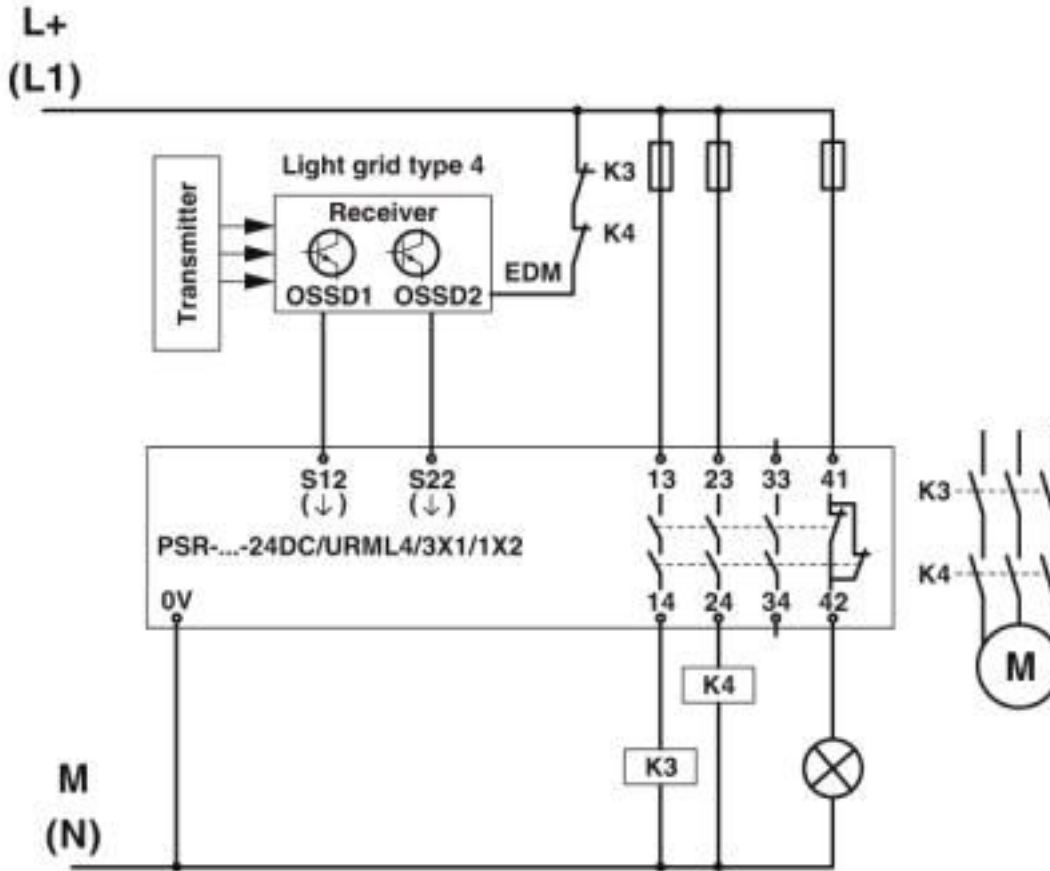 L+
(L1)
Light grid type 4
K3
Transmitter
Receiver
K4
EDM
OSSD1 OSSD2
S12 S22 13 23 33 41
(↓) (↓)
K3
PSR-...-24DC/URML4/3X1/1X2
K4
0V 14 24 34 42
M
K4
K3
M
(N)